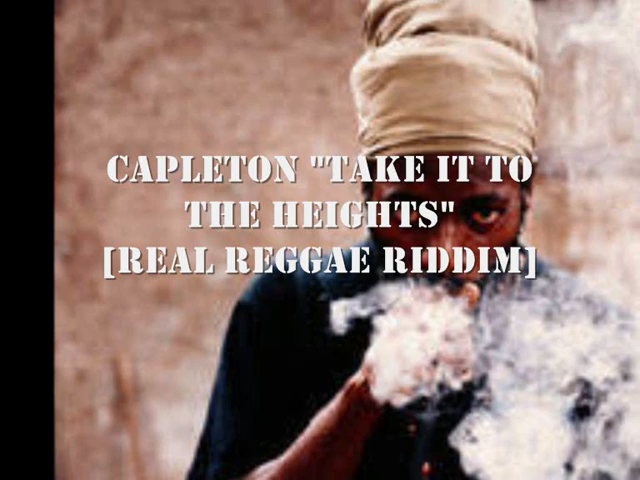 CAPLETON "TAKE IT TO
THE HEIGHTS"
[REAL REGGAE RIDDIM]